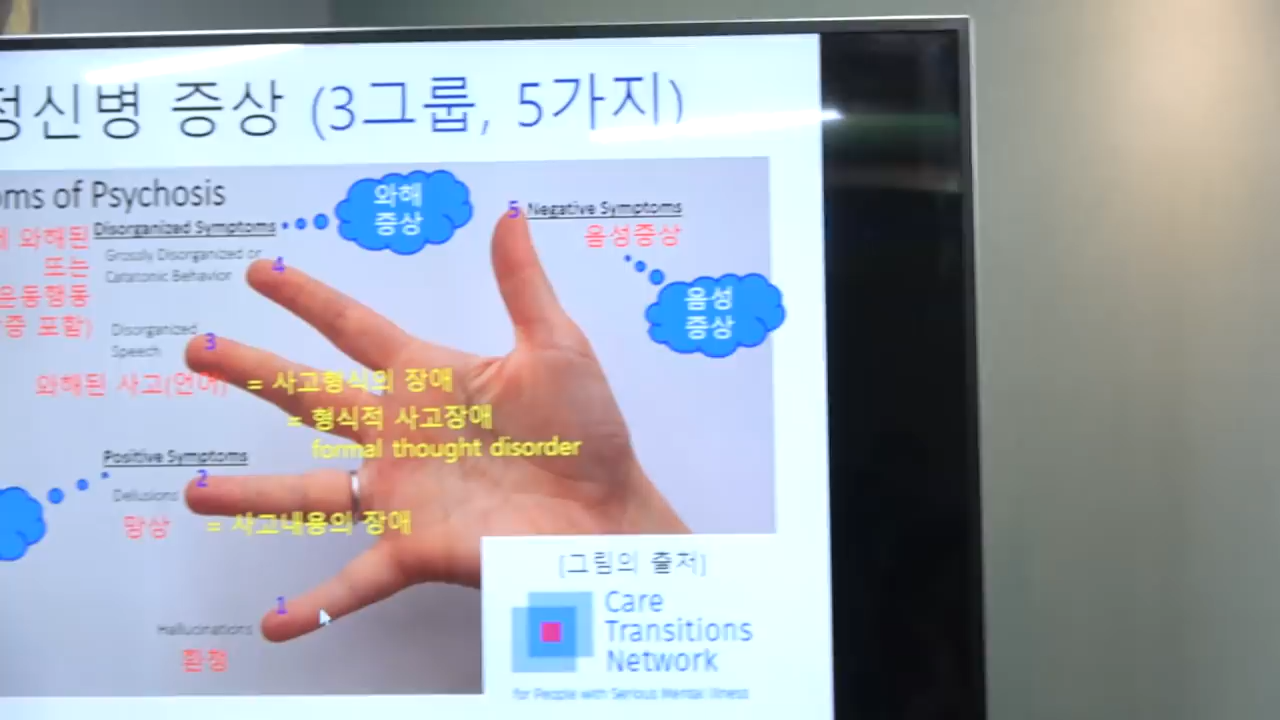 정신병 증상 (3그룹, 5가지)
oms of Psychosis
와해
증상
5 Negative Symptoms
음성증상
음성
증상
Disorganized Symptoms
Grossly Disorganized or
Catatonic Behavior
4
와해된
또는
운동행동
증 포함)
Disorganized
Speech
3
와해된 사고(언어) = 사고형식의 장애
= 형식적 사고장애
formal thought disorder
Positive Symptoms
2
Delusions
망상 = 사고내용의 장애
1
Hallucinations
환청
[그림의 출처]
Care
Transitions
Network
for People with Serious Mental Illness